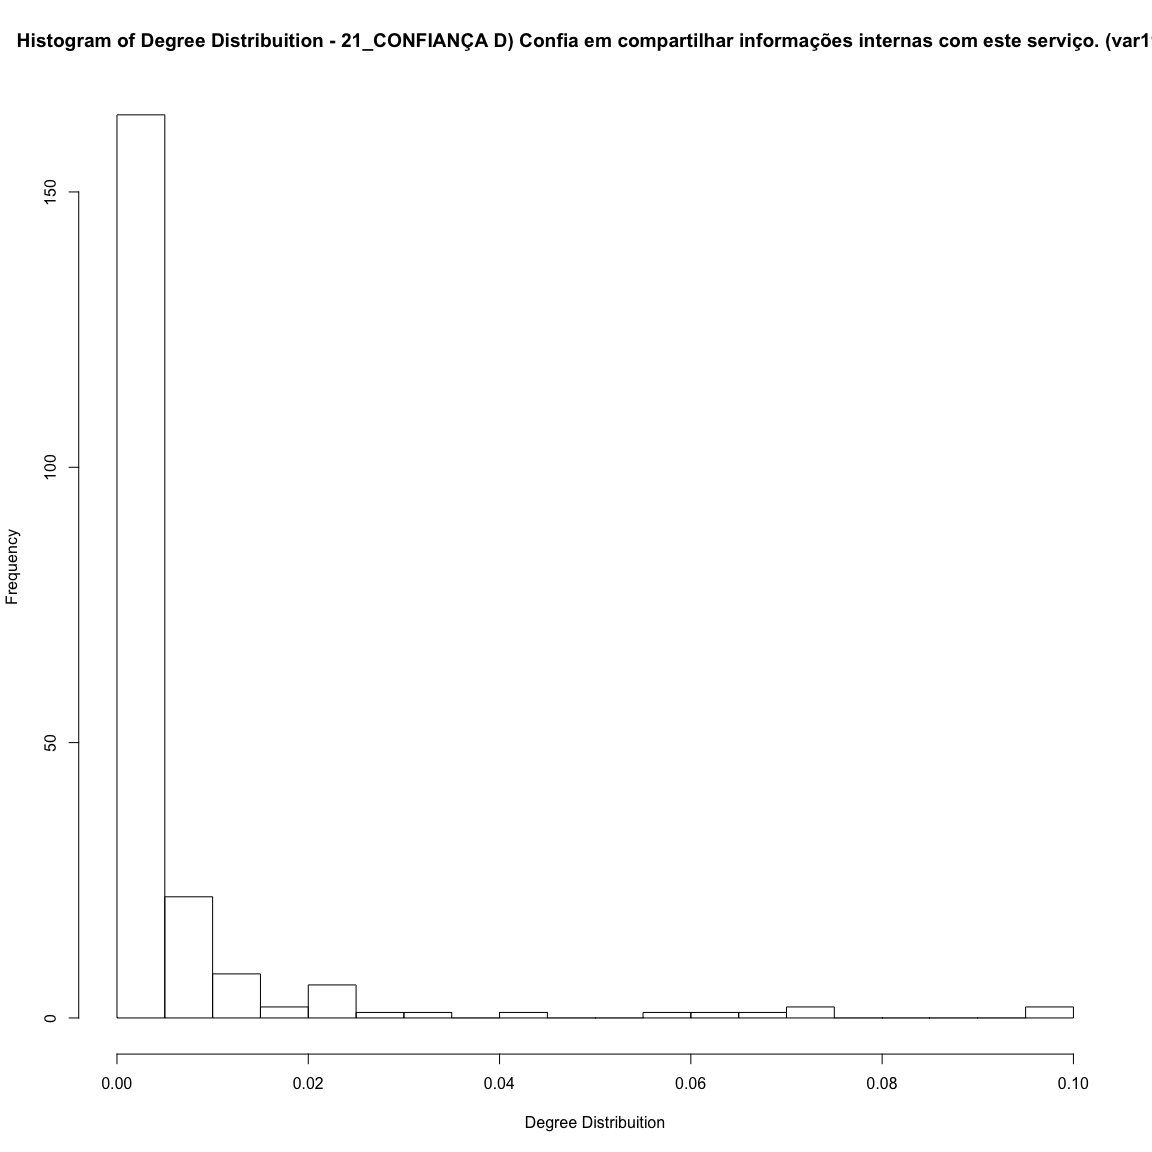 Histogram of Degree Distribuition - 21_CONFIANÇA D) Confia em compartilhar informações internas com este serviço. (var1
Frequency
150
100
50
0
0.00 0.02 0.04 0.06 0.08 0.10
Degree Distribuition